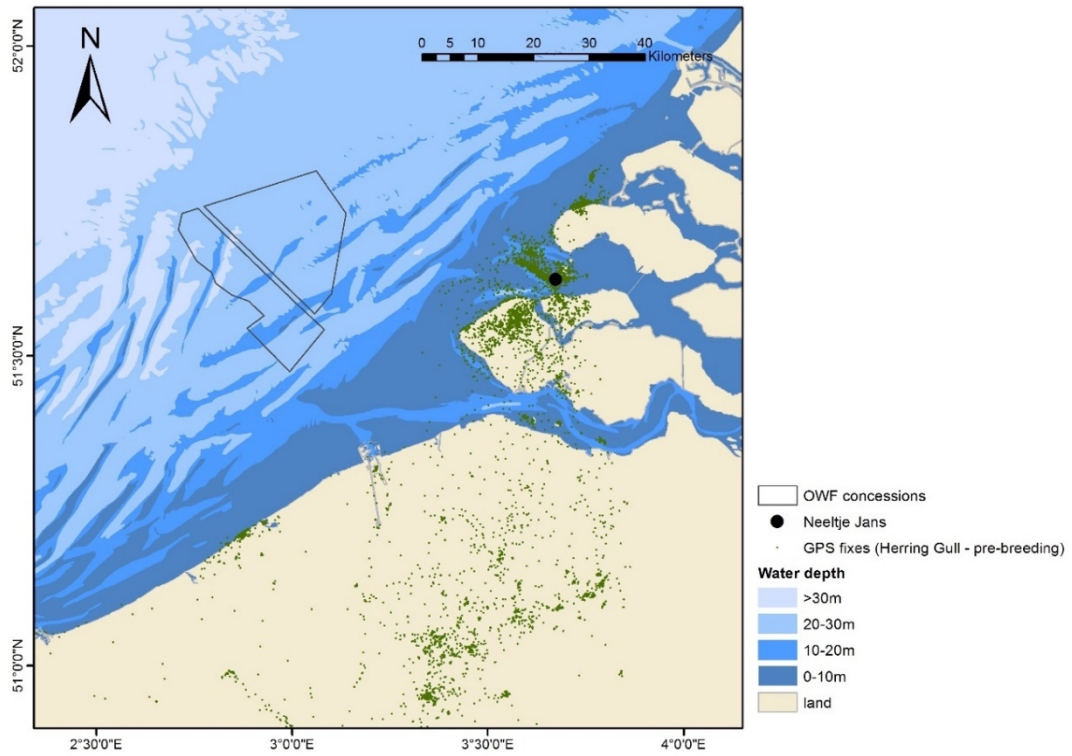 N
0 5 10 20 30 40
Kilometers
52°0'0"N
51°30'0"N
51°0'0"N
2°30'0"E 3°0'0"E 3°30'0"E 4°0'0"E
OWF concessions
Neeltje Jans
GPS fixes (Herring Gull - pre-breeding)
Water depth
>30m
20-30m
10-20m
0-10m
land